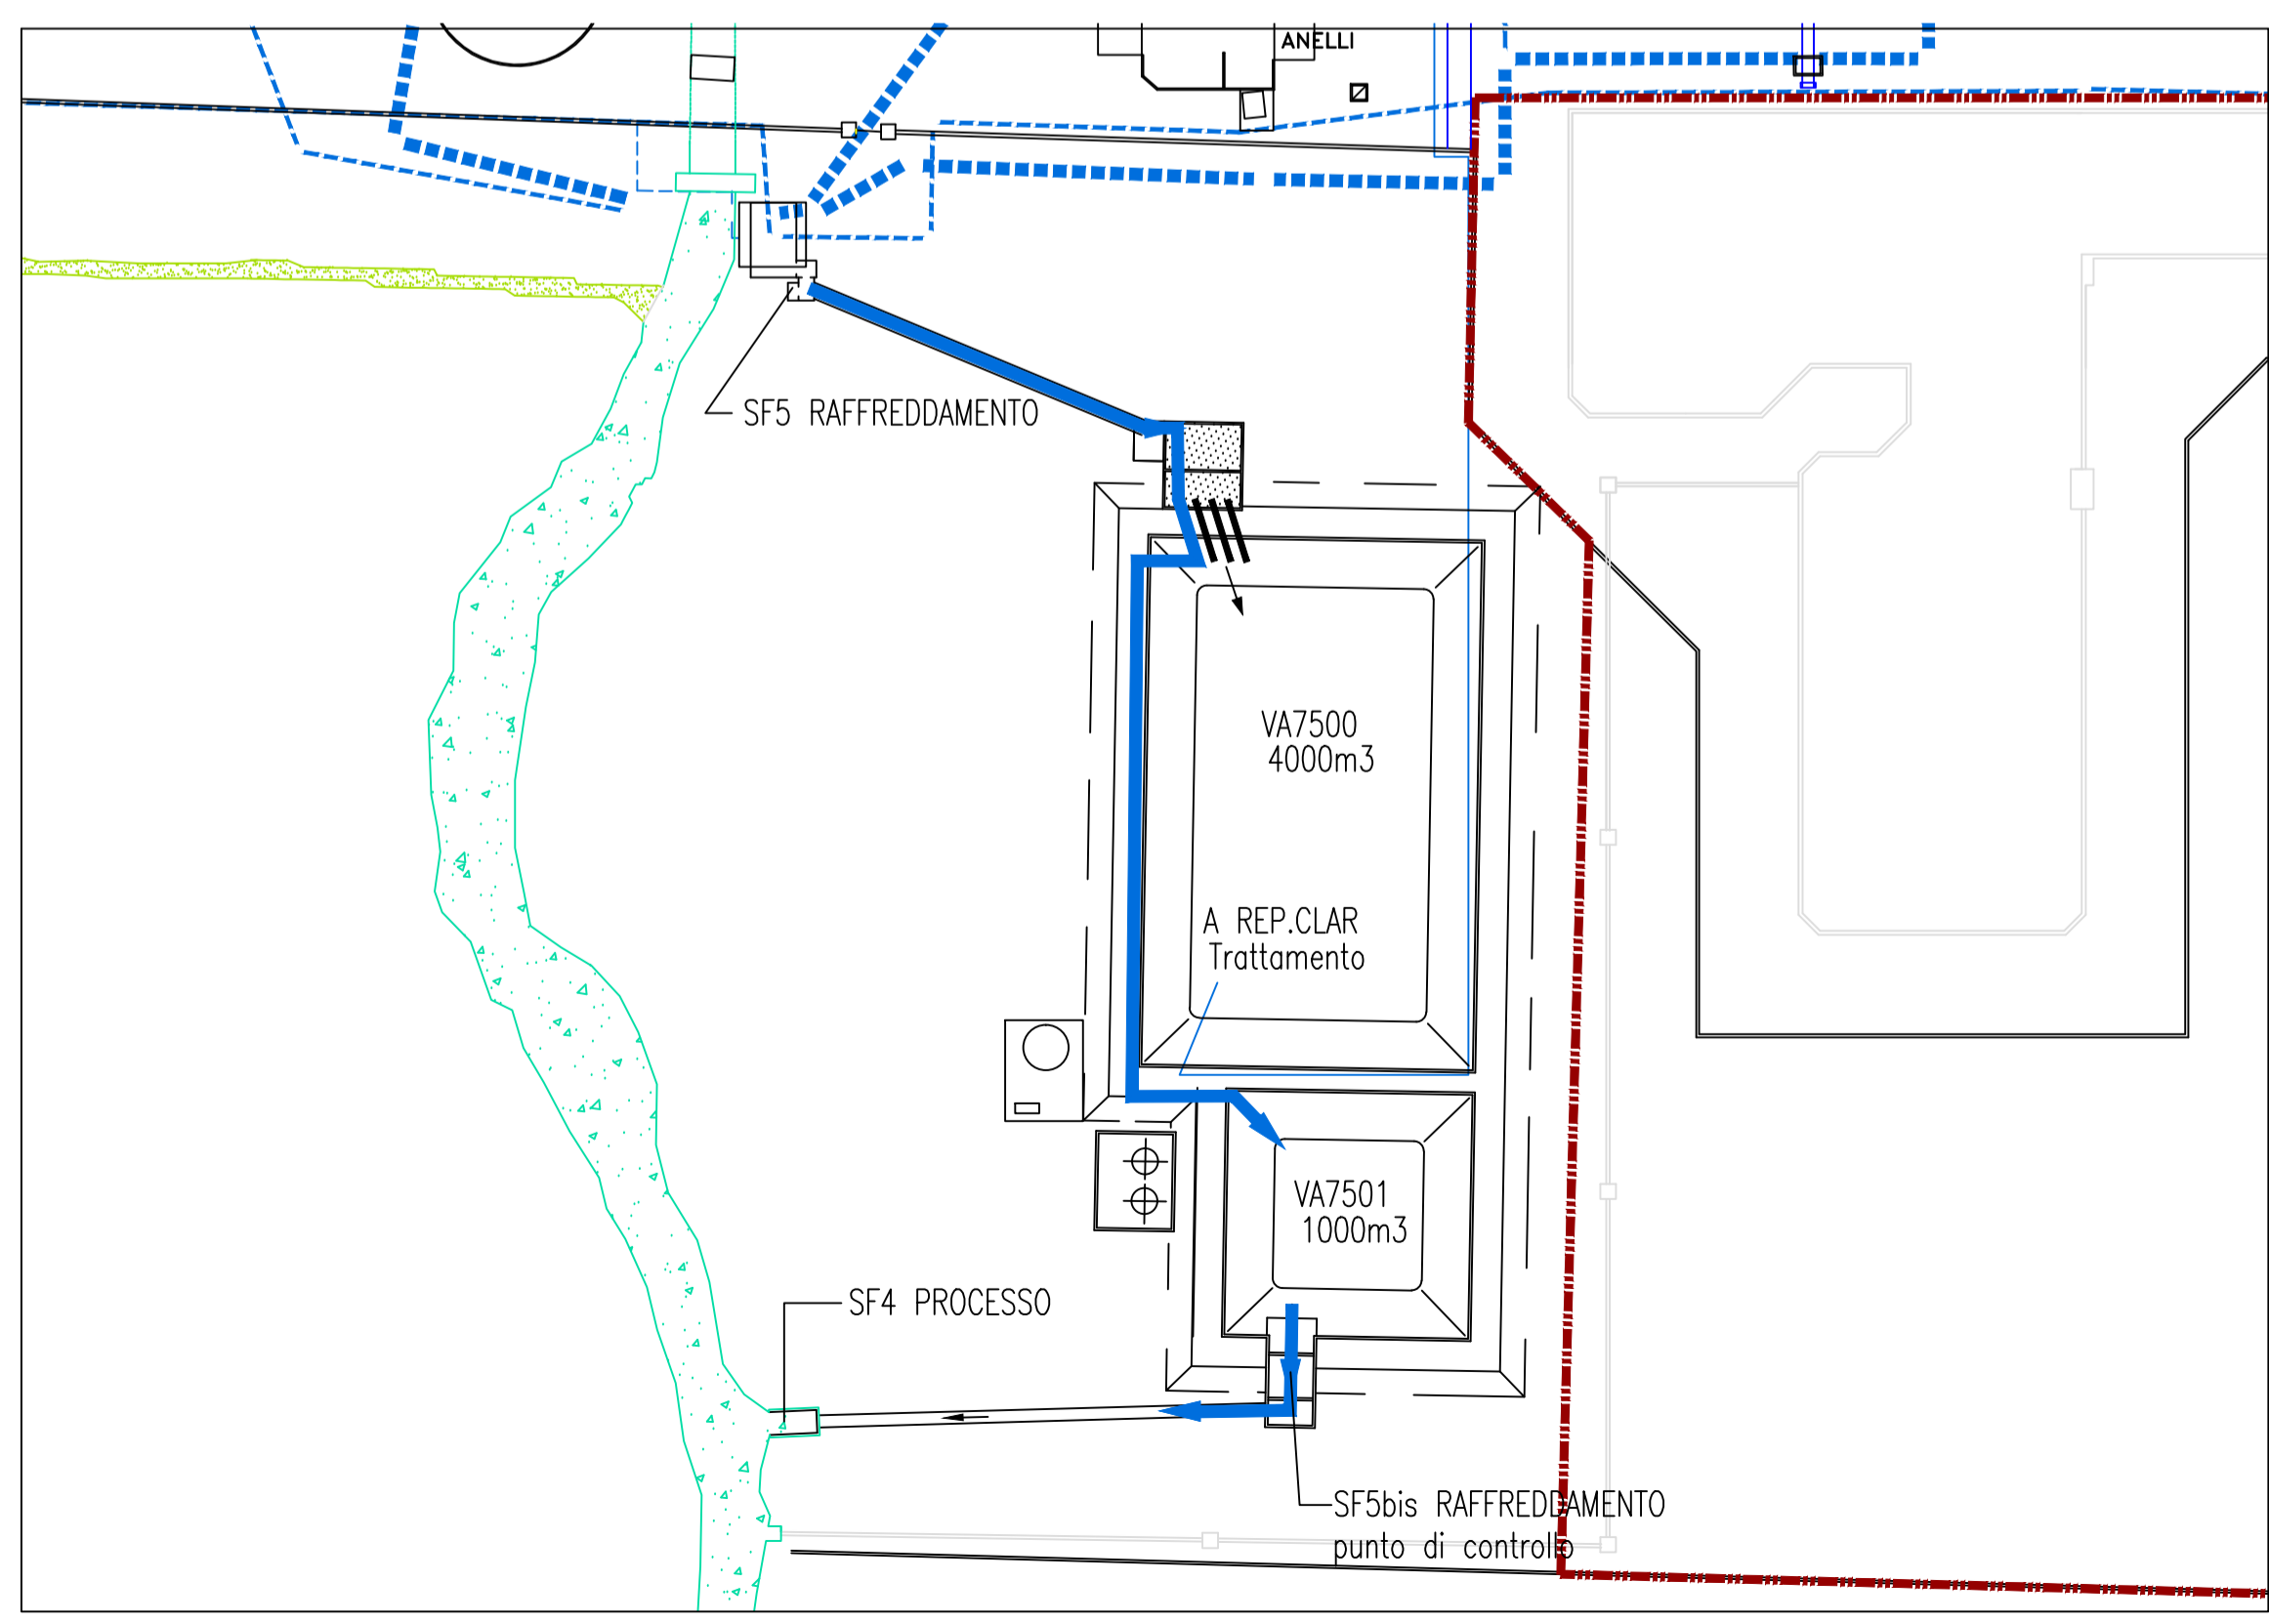 ANELLI
SF5 RAFFREDDAMENTO
VA7500
4000m3
A REP.CLAR
Trattamento
VA7501
1000m3
SF4 PROCESSO
SF5bis RAFFREDDAMENTO
punto di controllo